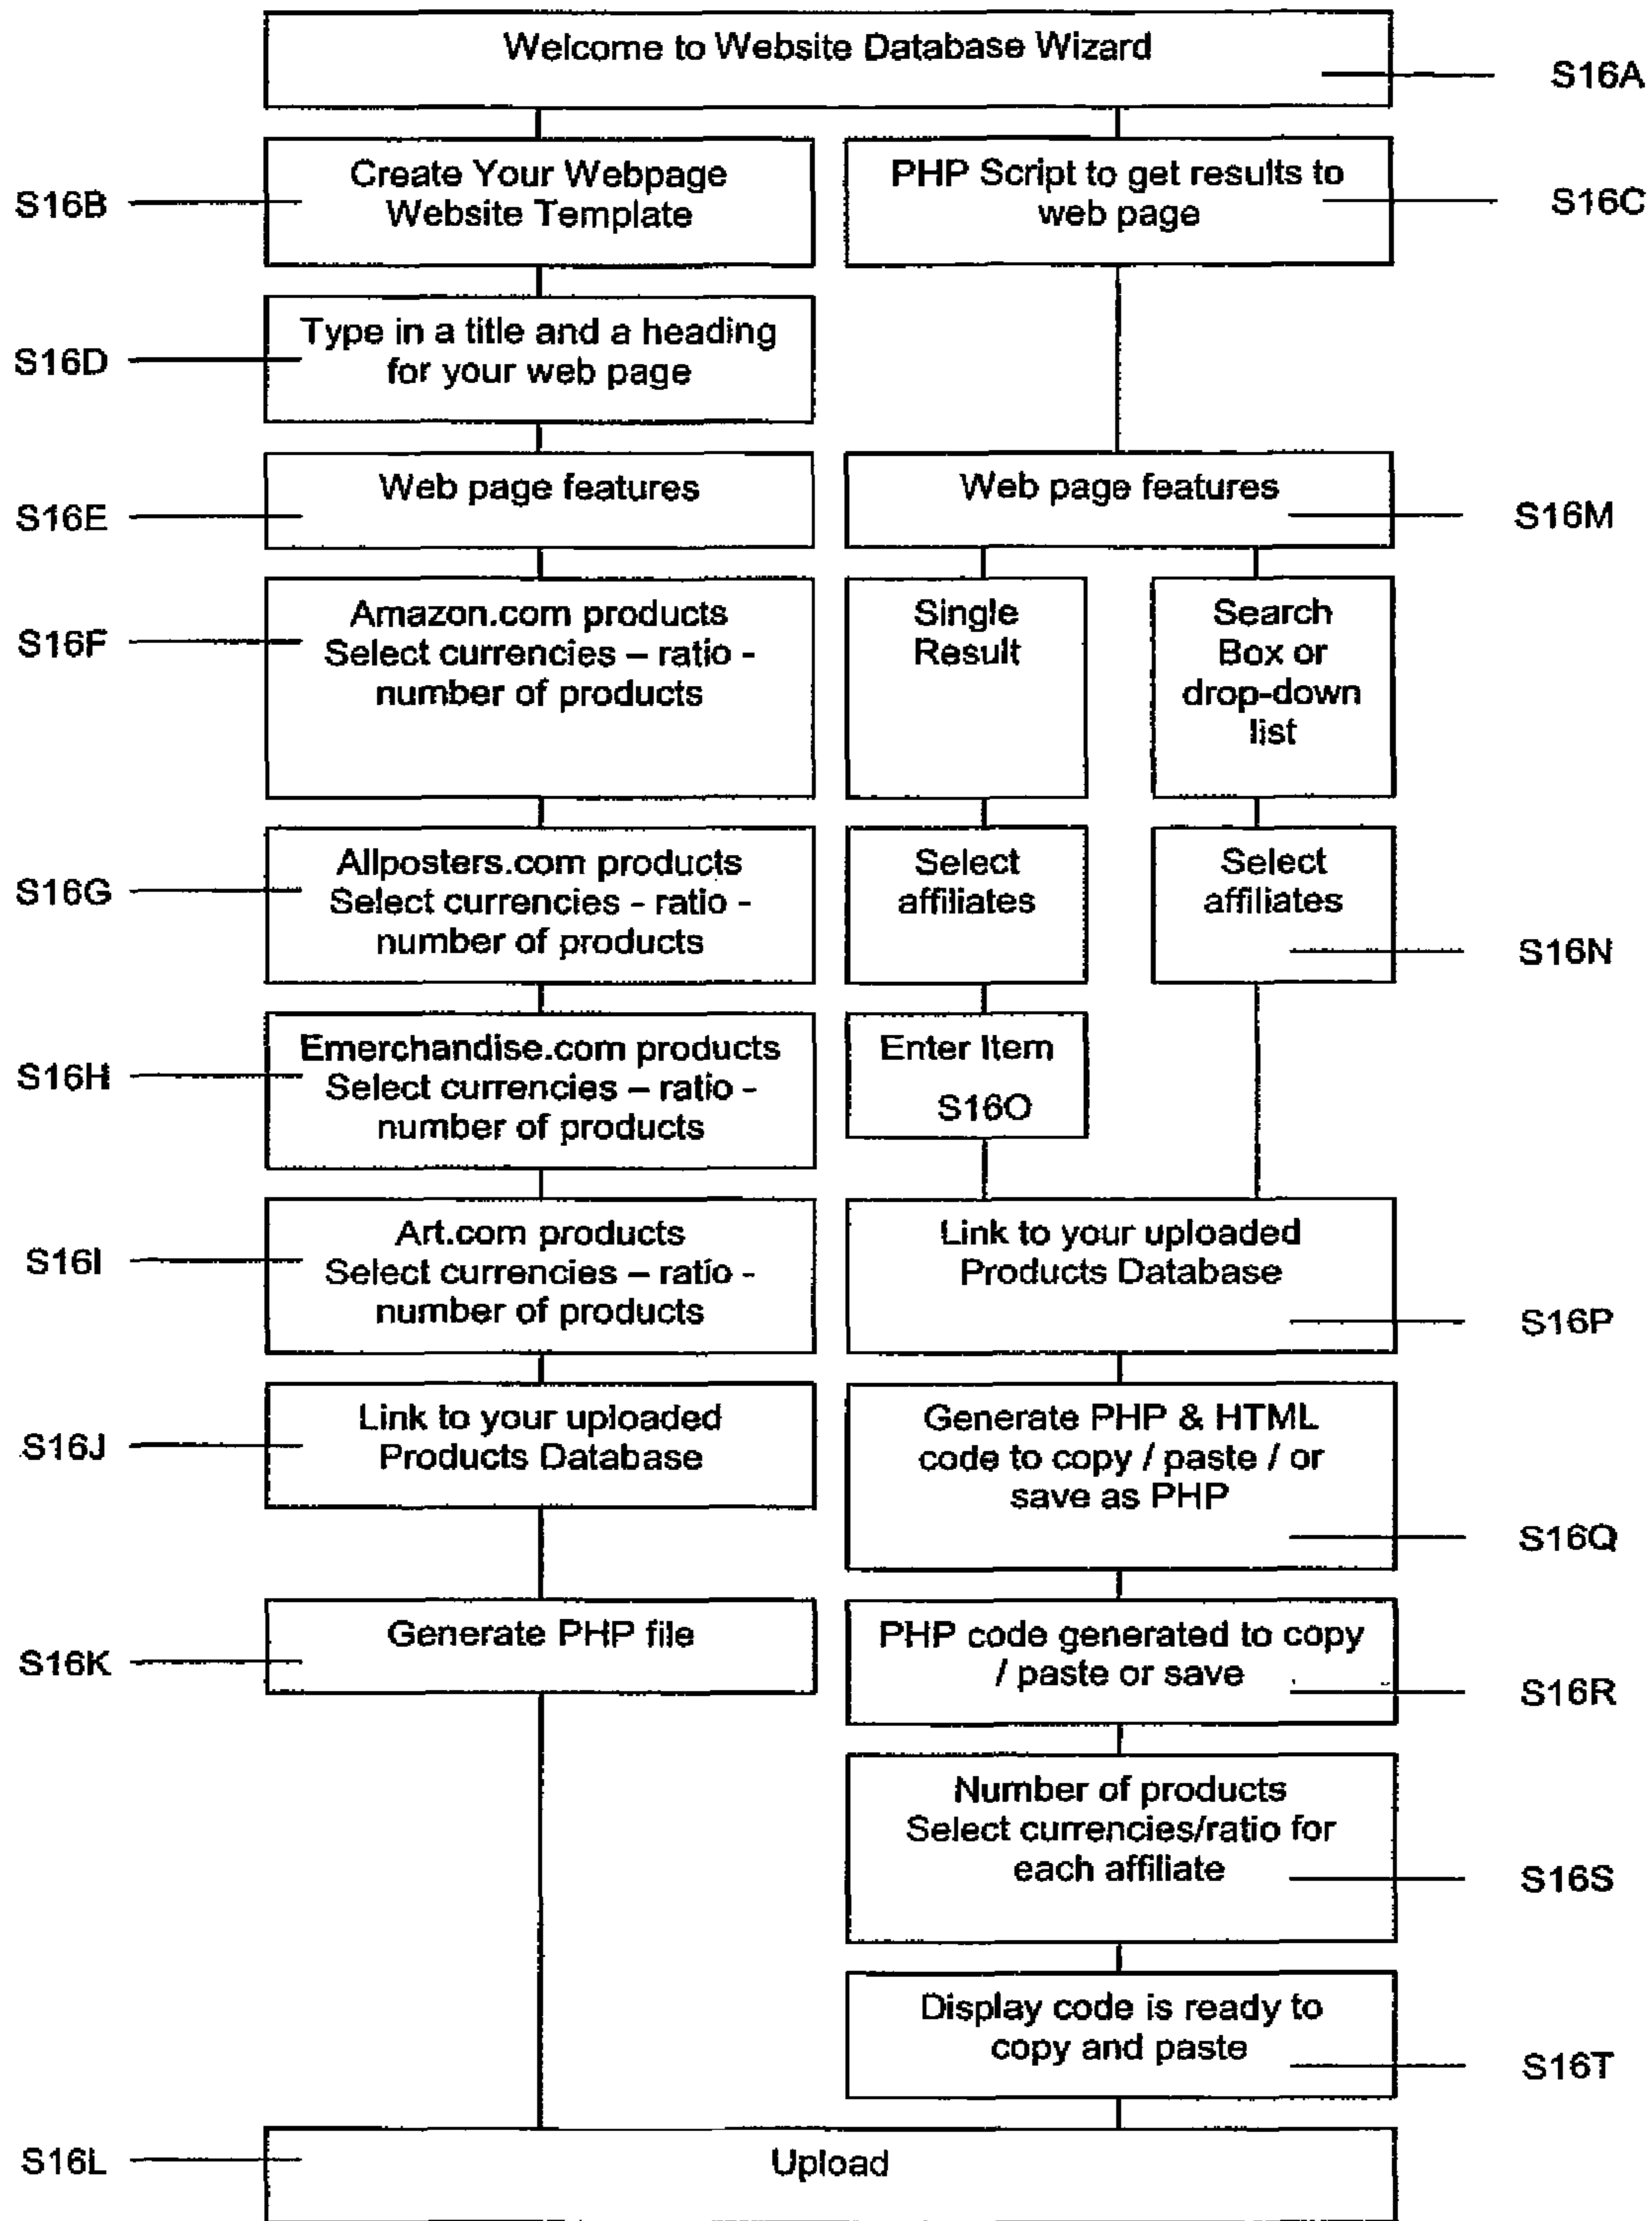 Welcome to Website Database Wizard
S16A
S16B
Create Your Webpage
Website Template
PHP Script to get results to
web page
S16C
S16D
Type in a title and a heading
for your web page
S16E
Web page features
Web page features
S16M
S16F
Amazon.com products
Select currencies – ratio -
number of products
Single
Result
Search
Box or
drop-down
list
S16G
Allposters.com products
Select currencies - ratio -
number of products
Select
affiliates
Select
affiliates
S16N
S16H
Emerchandise.com products
Select currencies – ratio -
number of products
Enter Item
S16O
S16I
Art.com products
Select currencies – ratio -
number of products
Link to your uploaded
Products Database
S16P
S16J
Link to your uploaded
Products Database
Generate PHP & HTML
code to copy / paste / or
save as PHP
S16Q
S16K
Generate PHP file
PHP code generated to copy
/ paste or save
S16R
Number of products
Select currencies/ratio for
each affiliate
S16S
Display code is ready to
copy and paste
S16T
S16L
Upload